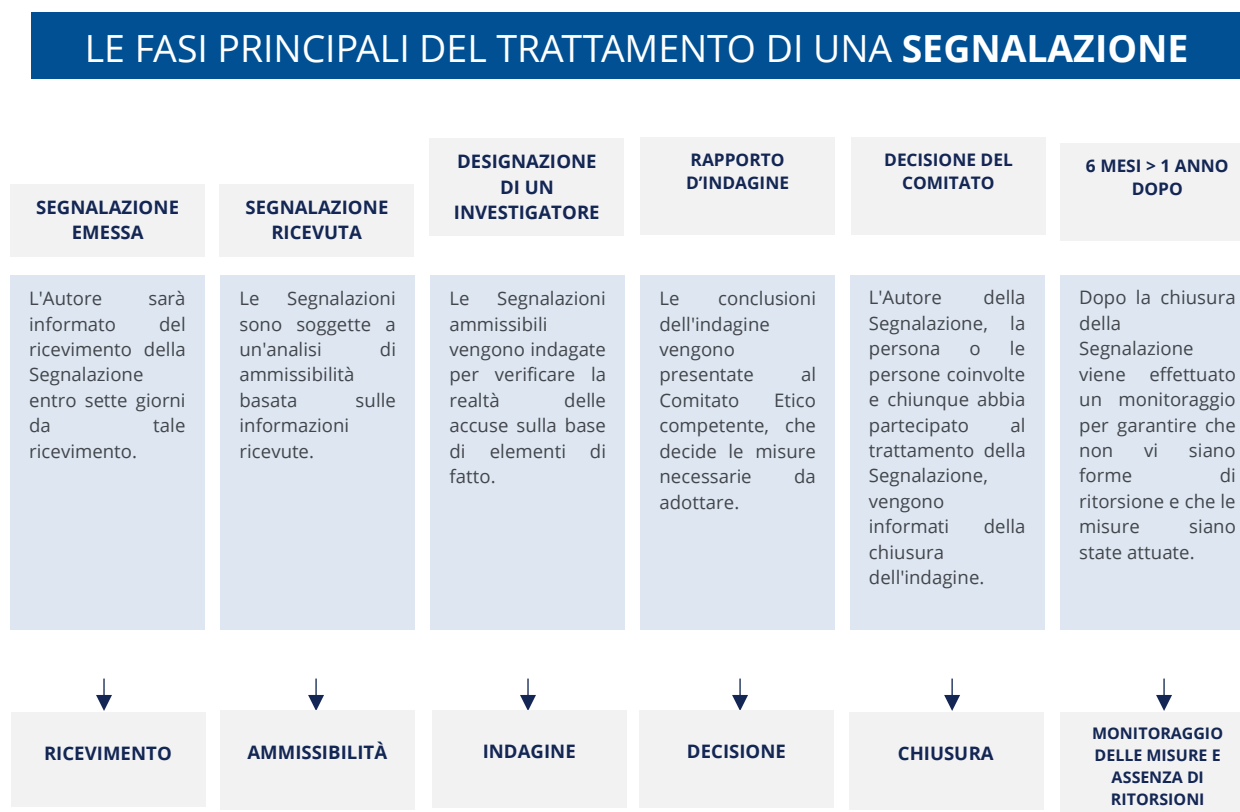 LE FASI PRINCIPALI DEL TRATTAMENTO DI UNA SEGNALAZIONE
SEGNALAZIONE
EMESSA
L'Autore sarà
informato del
ricevimento della
Segnalazione
entro sette giorni
da tale
ricevimento.
RICEVIMENTO
SEGNALAZIONE
RICEVUTA
Le Segnalazioni
sono soggette a
un'analisi di
ammissibilità
basata sulle
informazioni
ricevute.
AMMISSIBILITÀ
DESIGNAZIONE
DI UN
INVESTIGATORE
Le Segnalazioni
ammissibili
vengono indagate
per verificare la
realtà delle
accuse sulla base
di elementi di
fatto.
INDAGINE
RAPPORTO
D'INDAGINE
Le conclusioni
dell'indagine
vengono
presentate al
Comitato Etico
competente, che
decide le misure
necessarie da
adottare.
DECISIONE
DECISIONE DEL
COMITATO
L'Autore della
Segnalazione, la
persona o le
persone coinvolte
e chiunque abbia
partecipato al
trattamento della
Segnalazione,
vengono
informati della
chiusura
dell'indagine.
CHIUSURA
6 MESI > 1 ANNO
DOPO
Dopo la chiusura
della
Segnalazione
viene effettuato
un monitoraggio
per garantire che
non vi siano
forme di
ritorsione e che le
misure siano
state attuate.
MONITORAGGIO
DELLE MISURE E
ASSENZA DI
RITORSIONI